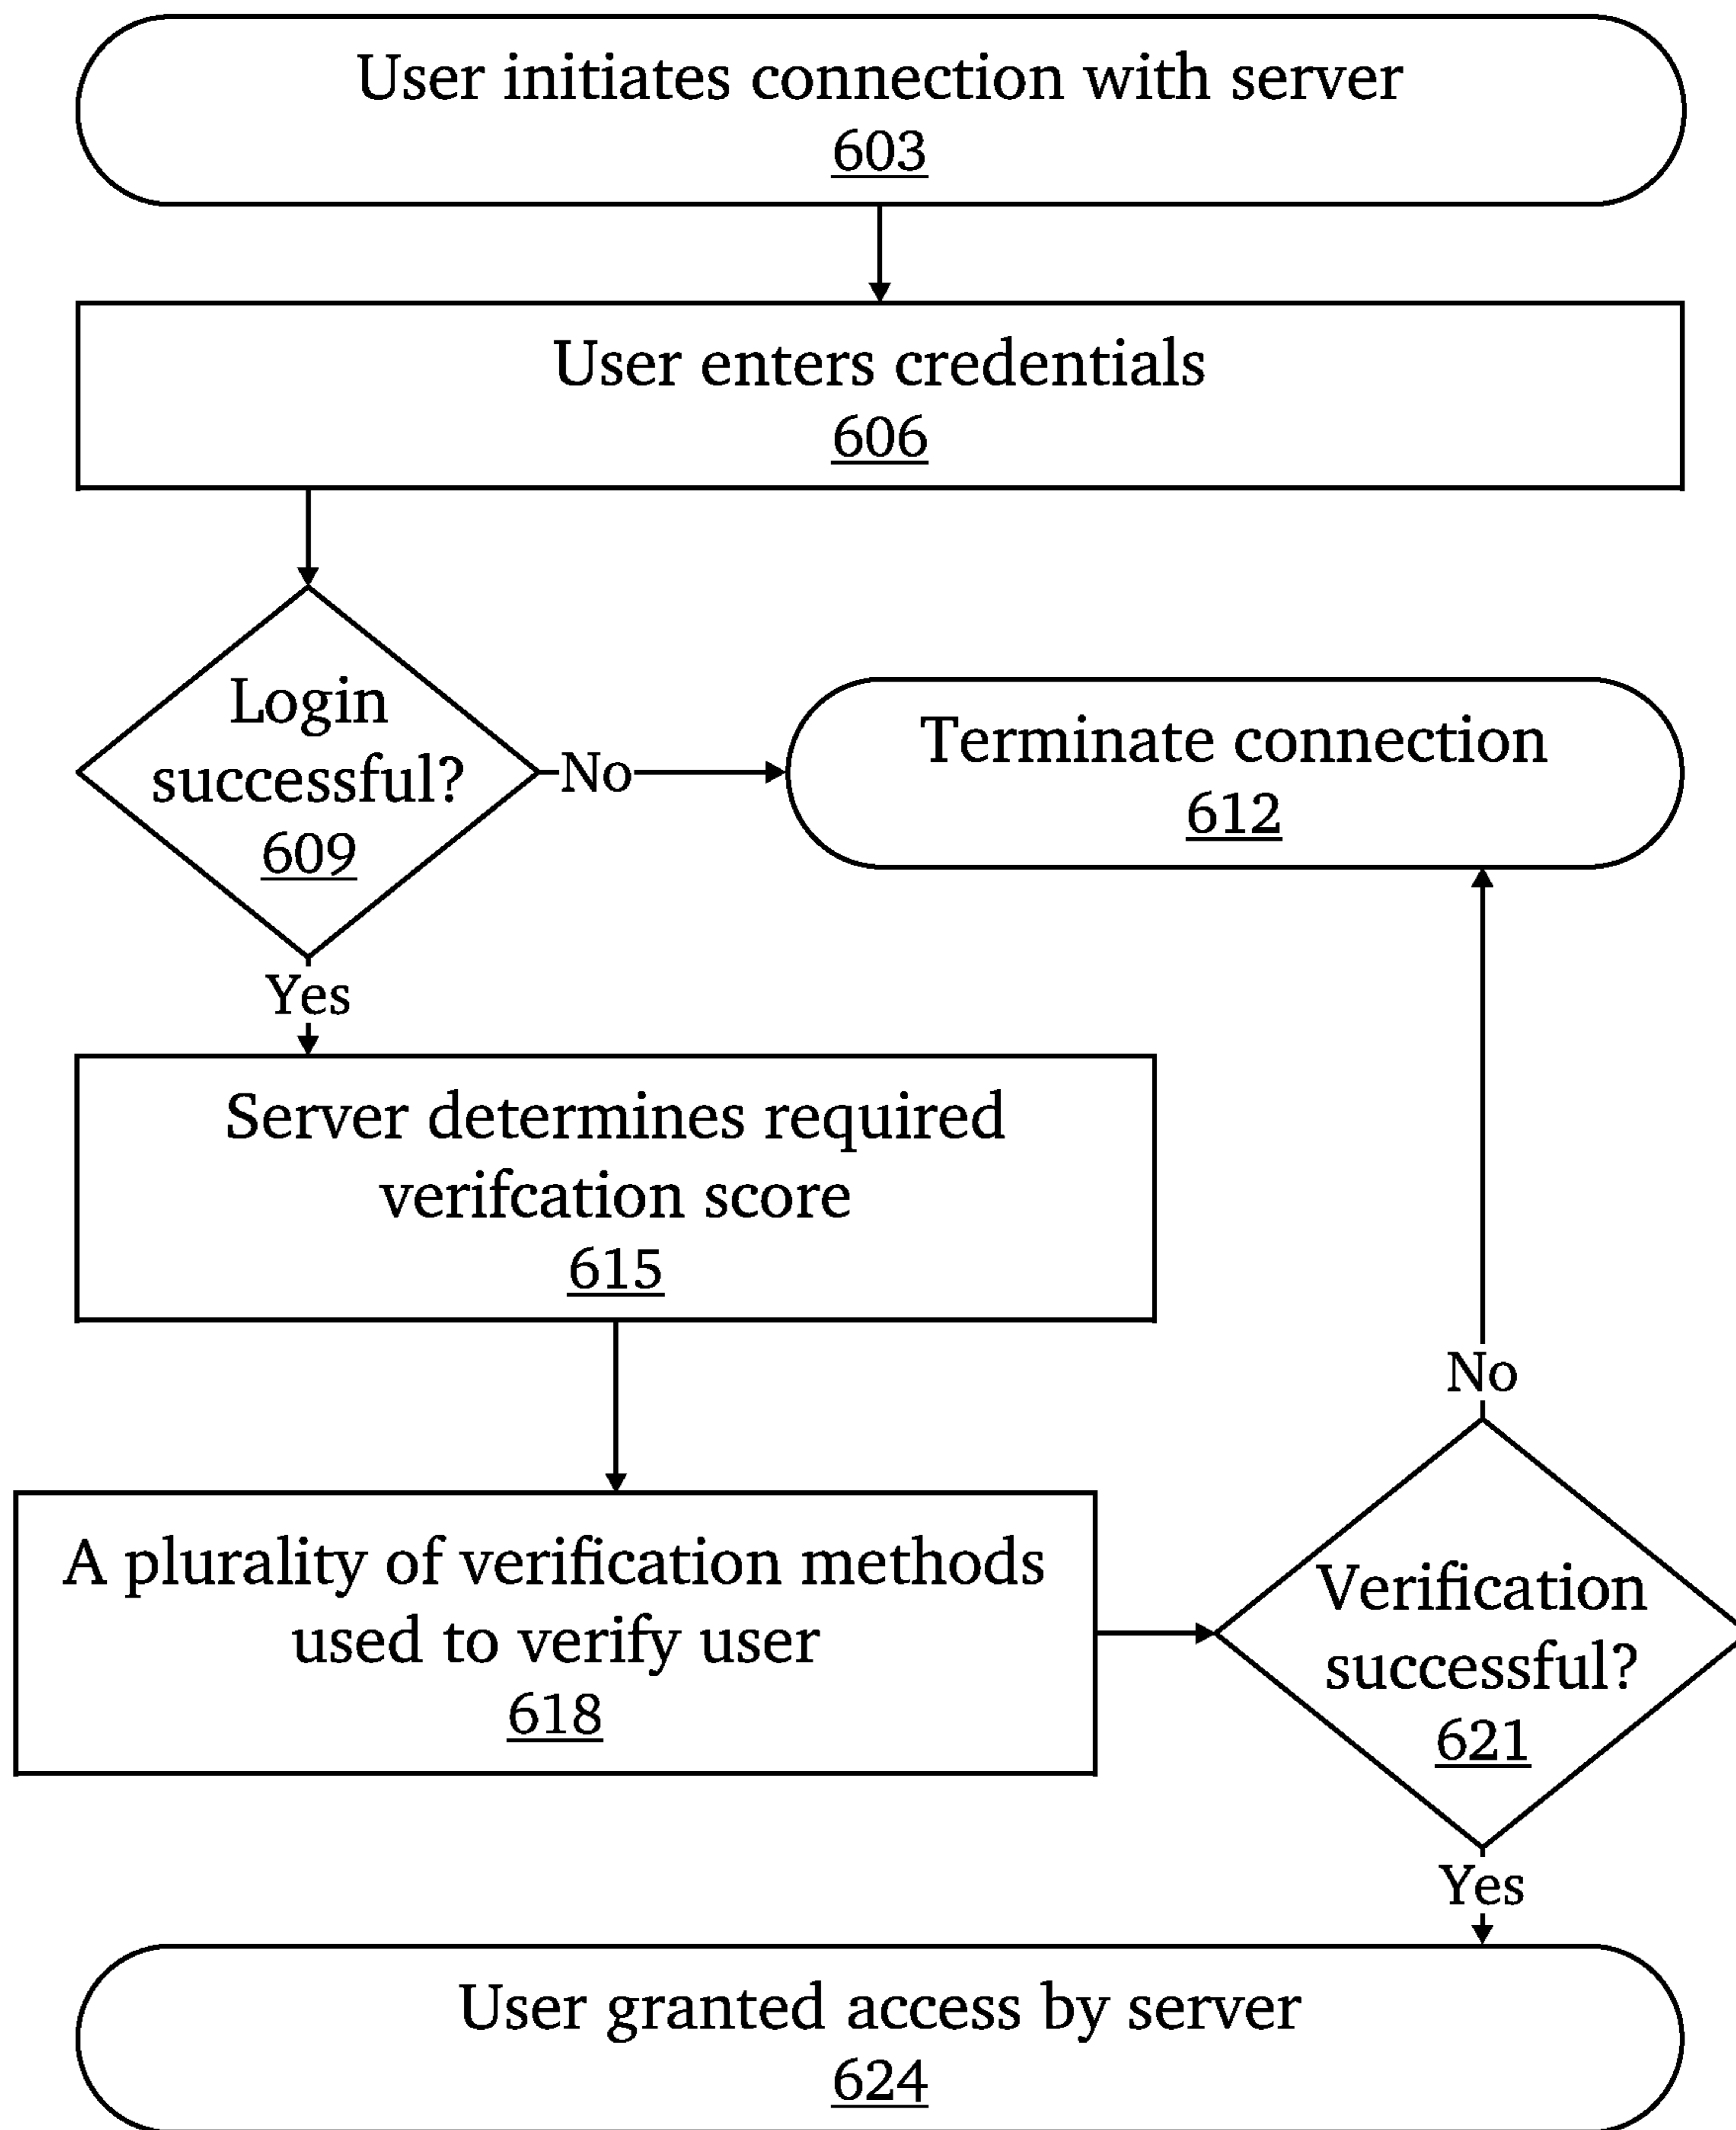 User initiates connection with server
603
User enters credentials
606
Login
successful?
609
No
Terminate connection
612
Yes
Server determines required
verifcation score
615
No
A plurality of verification methods
used to verify user
618
Verification
successful?
621
Yes
User granted access by server
624